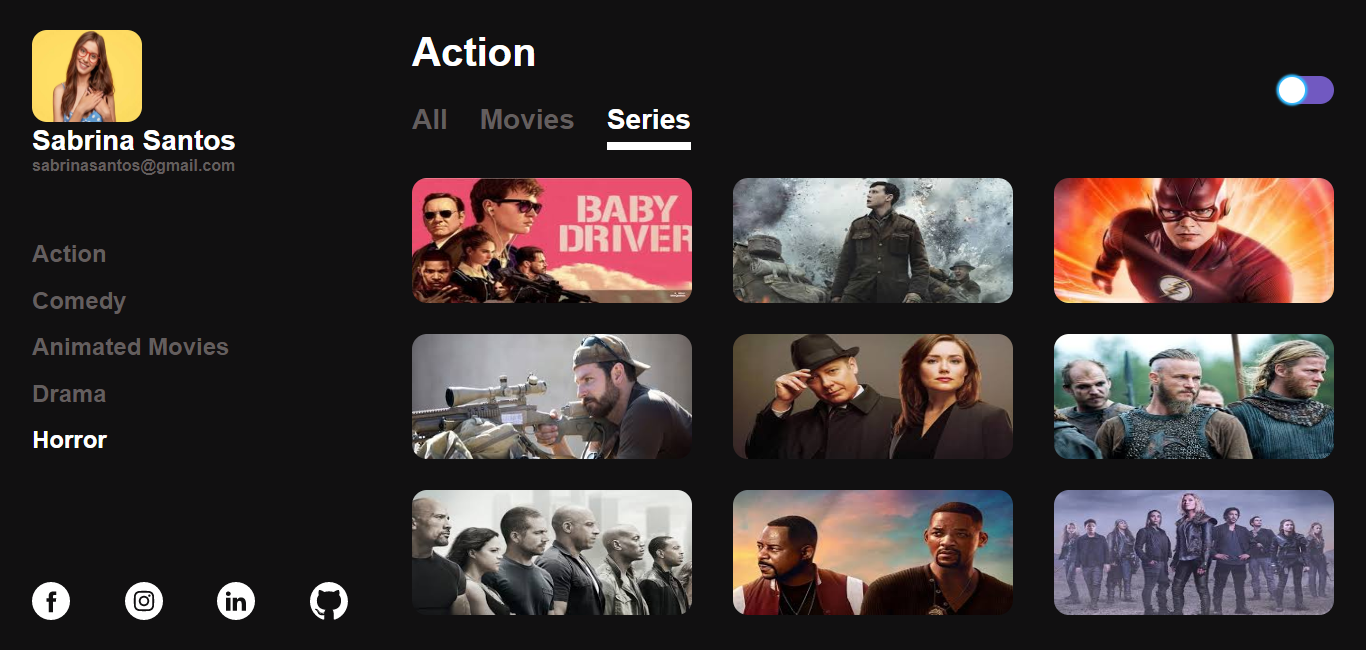 Sabrina Santos
sabrinasantos@gmail.com
Action
Comedy
Animated Movies
Drama
Horror
Action
All Movies Series
BABY
DRIVER